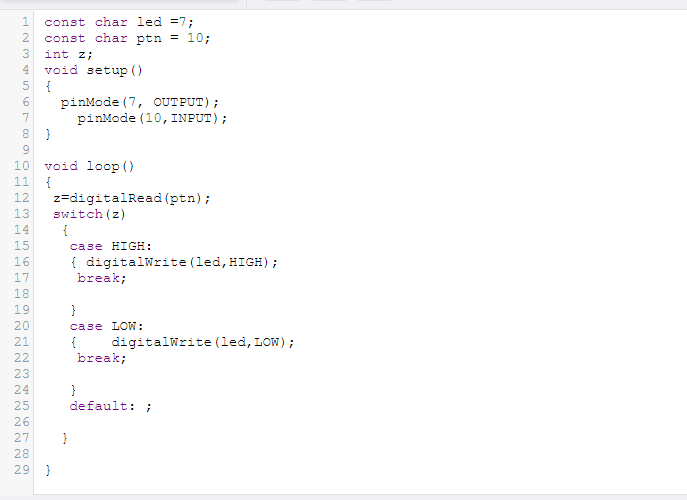 1 const char led =7;
2 const char ptn = 10;
3 int z;
4 void setup()
5 {
6   pinMode(7, OUTPUT);
7     pinMode(10,INPUT);
8 }
9
10 void loop()
11 {
12  z=digitalRead(ptn);
13  switch(z)
14   {
15    case HIGH:
16    { digitalWrite(led,HIGH);
17     break;
18
19    }
20    case LOW:
21    {    digitalWrite(led,LOW);
22     break;
23
24    }
25    default: ;
26
27   }
28
29 }